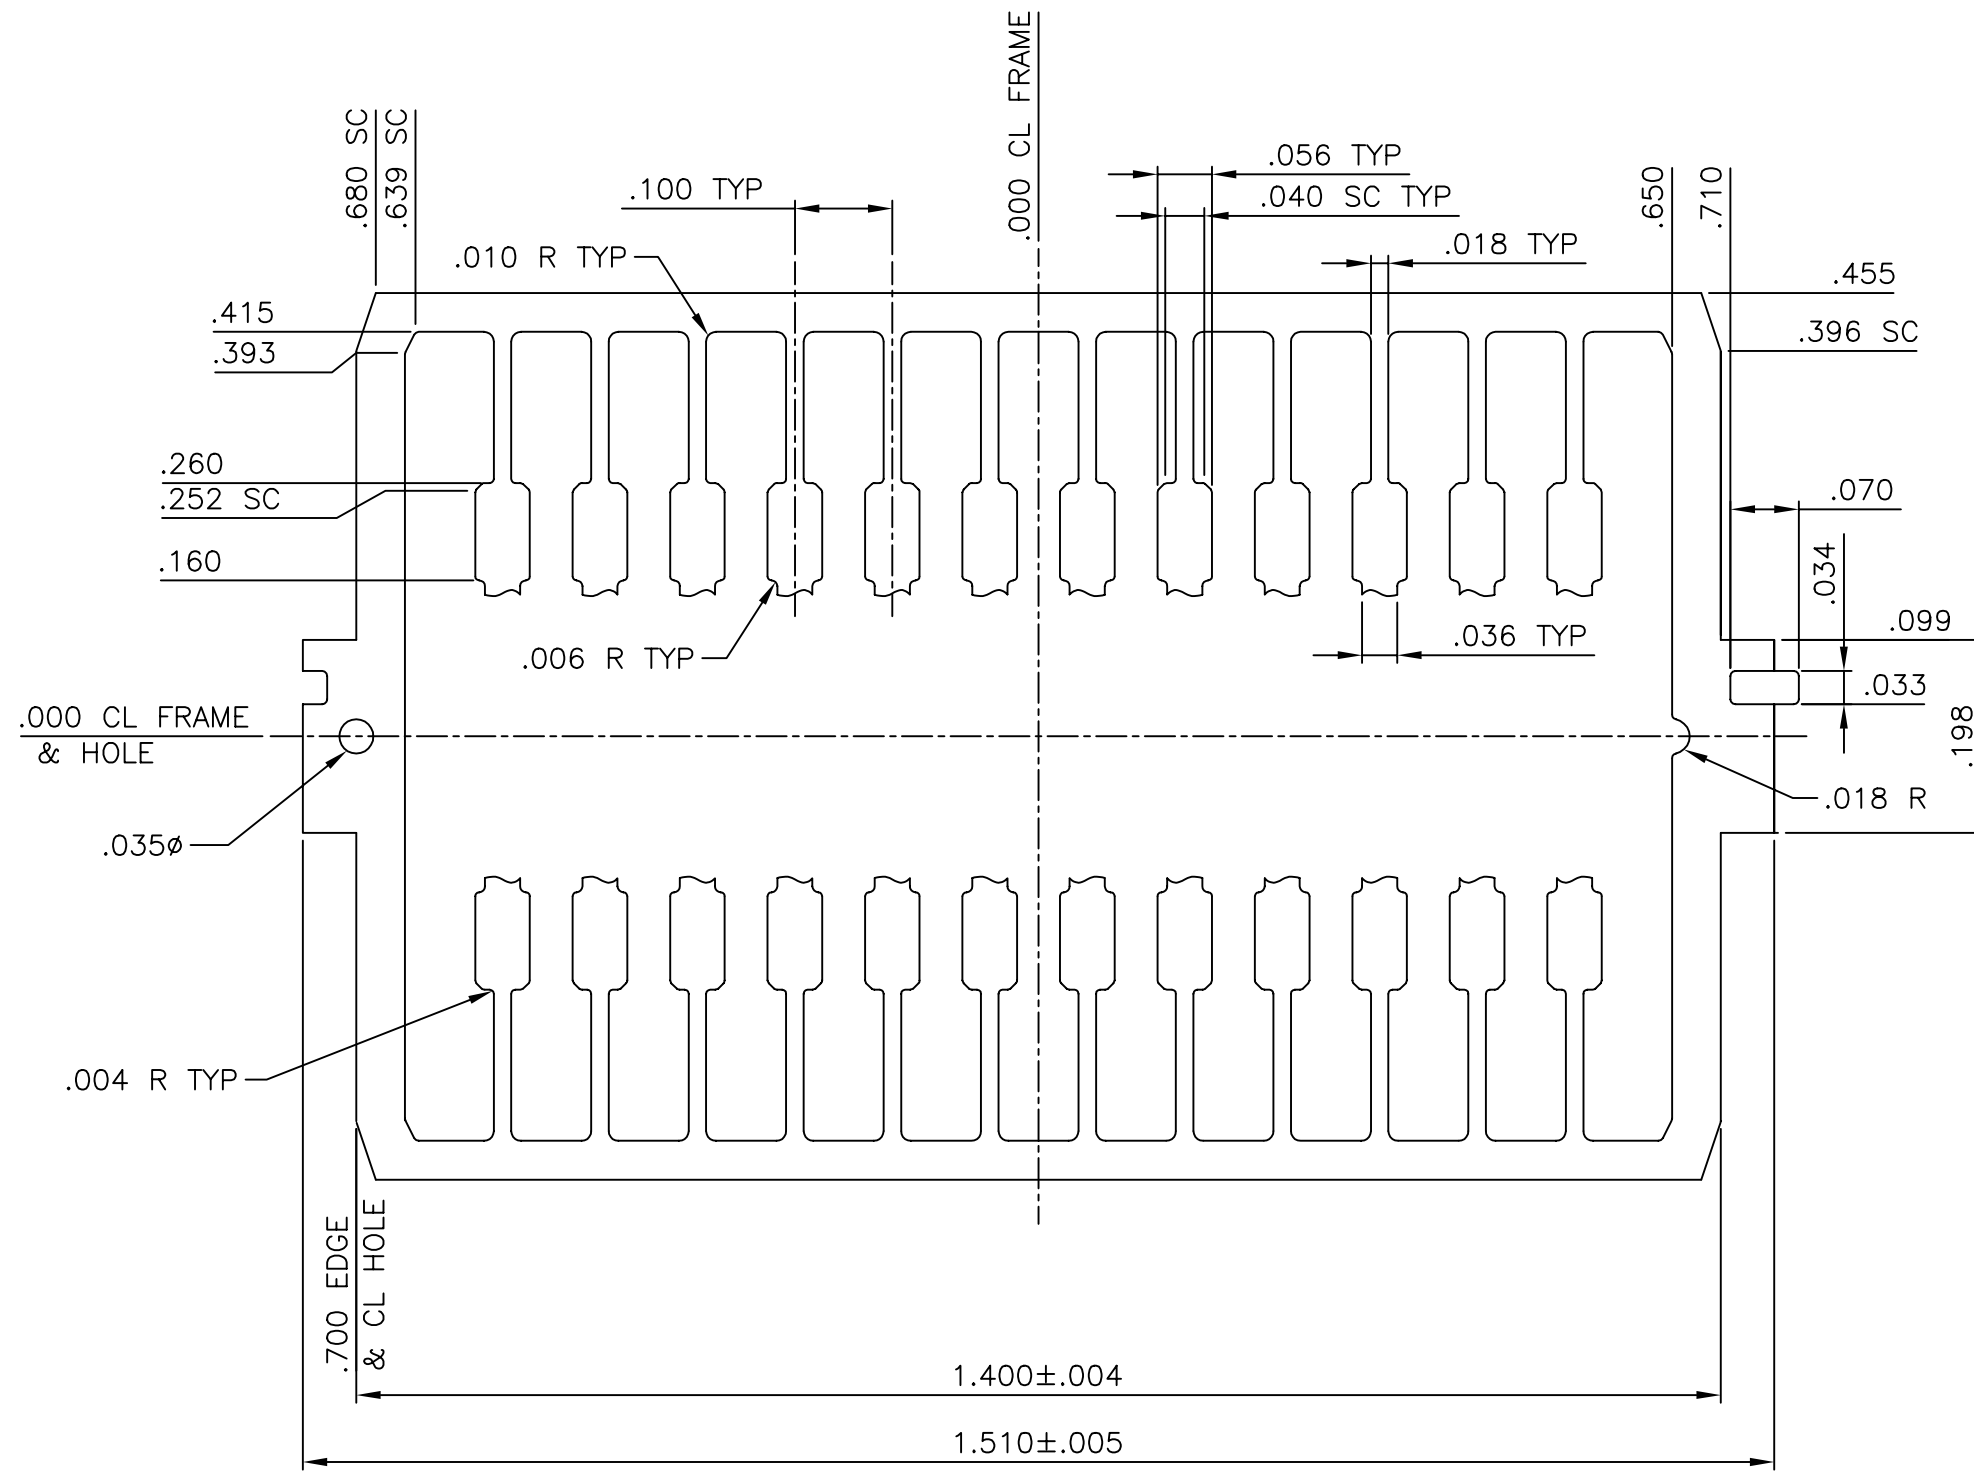 .000 CL FRAME
.680 SC
.639 SC
.100 TYP
.010 R TYP
.056 TYP
.040 SC TYP
.018 TYP
.650
.710
.455
.396 SC
.415
.393
.260
.252 SC
.160
.070
.034
.099
.036 TYP
.006 R TYP
.033
.198
.000 CL FRAME
& HOLE
.018 R
.035ø
.004 R TYP
.700 EDGE
& CL HOLE
1.400±.004
1.510±.005